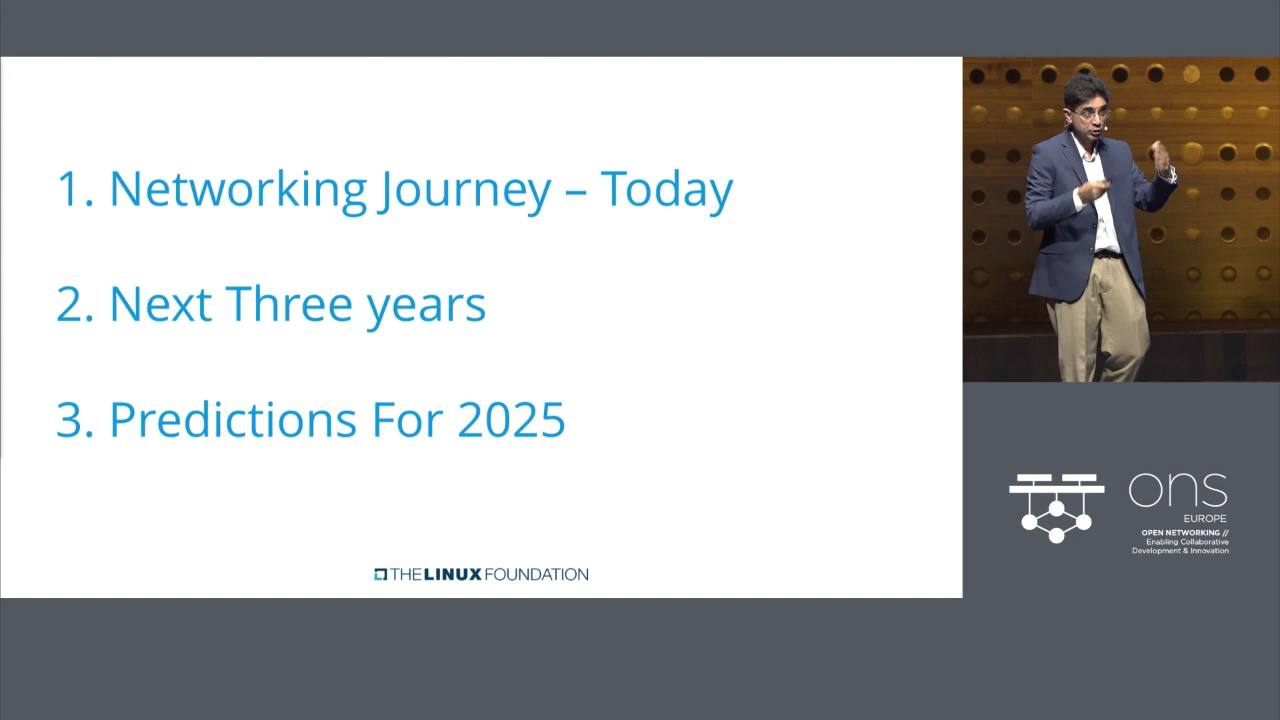 1. Networking Journey – Today
2. Next Three years
3. Predictions For 2025
THE LINUX FOUNDATION
ons
EUROPE
OPEN NETWORKING //
Enabling Collaborative
Development & Innovation